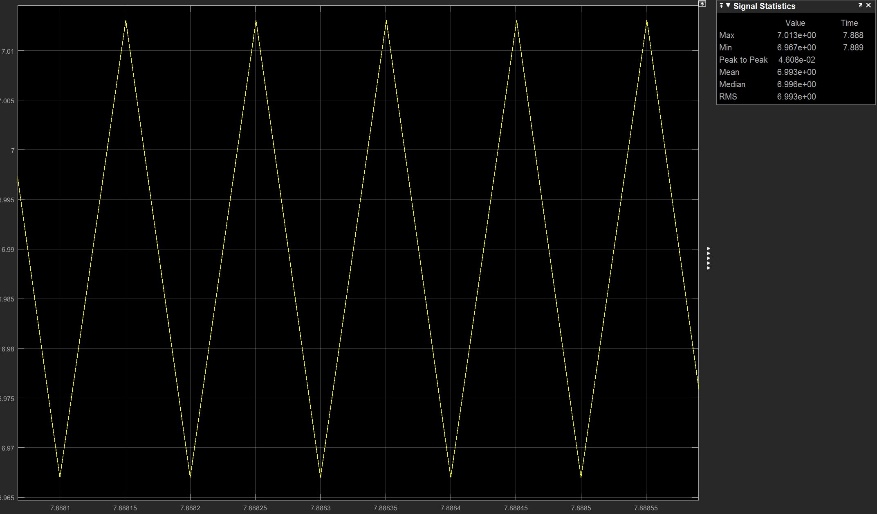 Signal Statistics
Value Time
Max 7.013e+00 7.888
Min 6.967e+00 7.889
Peak to Peak 4.608e-02
Mean 6.993e+00
Median 6.996e+00
RMS 6.993e+00
7.01
7.005
7
6.995
6.99
6.985
6.98
6.975
6.97
6.965
7.8881 7.88815 7.8882 7.88825 7.8883 7.88835 7.8884 7.88845 7.8885 7.88855